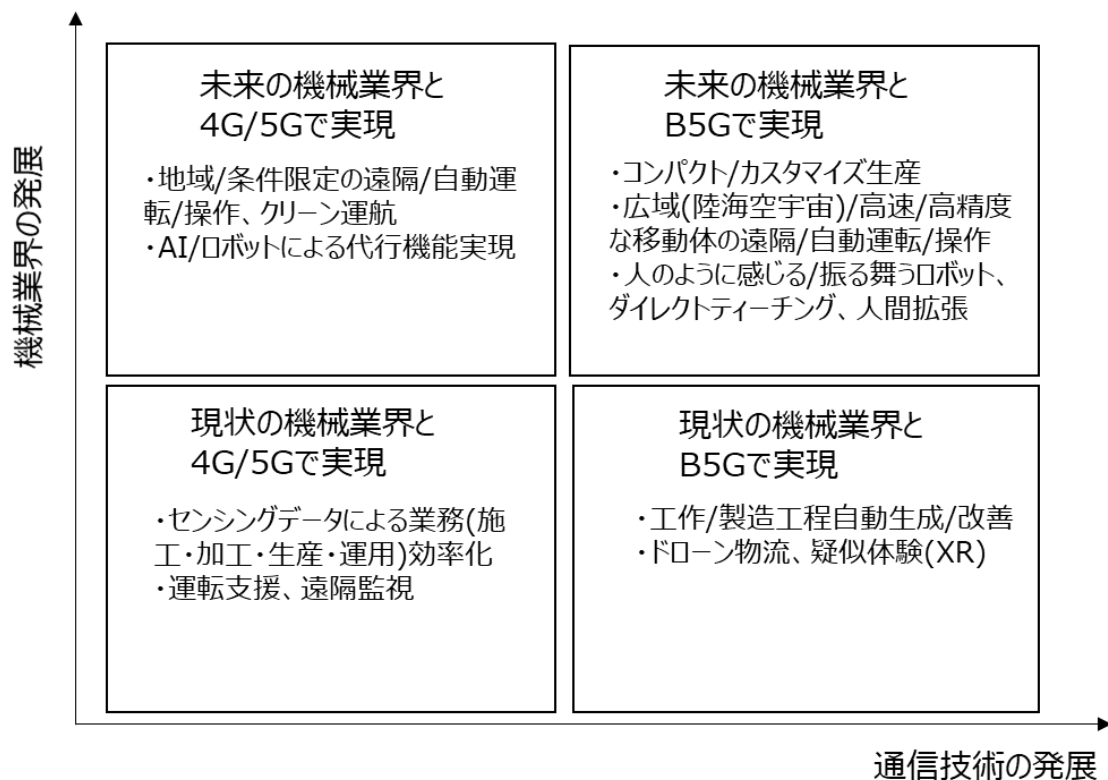 機械業界の発展
未来の機械業界と
4G/5Gで実現
・地域/条件限定の遠隔/自動運
転/操作、クリーン運航
・AI/ロボットによる代行機能実現
未来の機械業界と
B5Gで実現
・コンパクト/カスタマイズ生産
・広域(陸海空宇宙)/高速/高精度
な移動体の遠隔/自動運転/操作
・人のように感じる/振る舞うロボット、
ダイレクトティーチング、人間拡張
現状の機械業界と
4G/5Gで実現
・センシングデータによる業務(施
工・加工・生産・運用)効率化
・運転支援、遠隔監視
現状の機械業界と
B5Gで実現
・工作/製造工程自動生成/改善
・ドローン物流、疑似体験(XR)
通信技術の発展